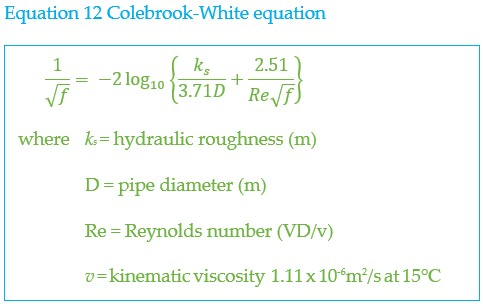 Equation 12 Colebrook-White equation
1/√f = −2 log₁₀ {kₛ/3.71D + 2.51/Re√f}
where kₛ= hydraulic roughness (m)
D = pipe diameter (m)
Re = Reynolds number (VD/v)
υ=kinematic viscosity 1.11 x 10⁻⁶m²/s at 15°C